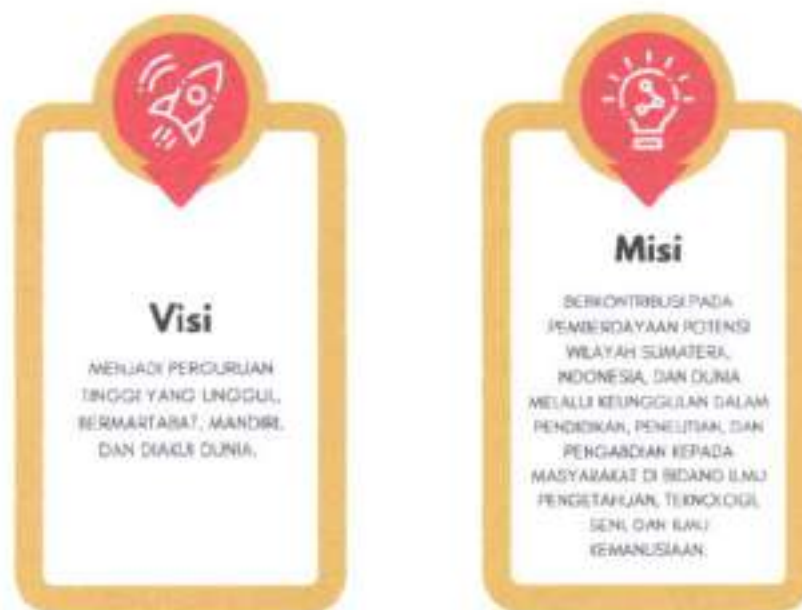 Visi
MENJADI PERGURUAN
TINGGI YANG UNGGUL,
BERMARTABAT, MANDIRI,
DAN DIAKUI DUNIA.
Misi
BERKONTRIBUSI PADA
PEMBERDAYAAN POTENSI
WILAYAH SUMATERA,
INDONESIA, DAN DUNIA
MELALUI KEUNGGULAN DALAM
PENDIDIKAN, PENELITIAN, DAN
PENGABDIAN KEPADA
MASYARAKAT DI BIDANG ILMU
PENGETAHUAN, TEKNOLOGI,
SENI, DAN ILMU
KEMANUSIAAN.